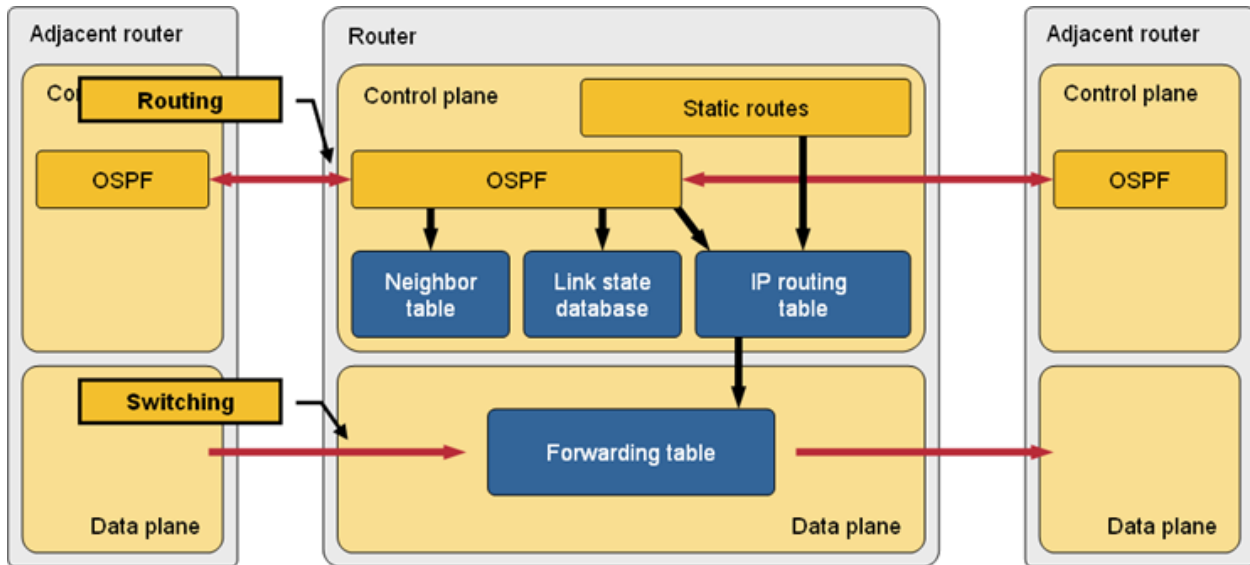 Adjacent router
Router
Adjacent router
Co
Routing
Control plane
Static routes
Control plane
OSPF
OSPF
OSPF
Neighbor
table
Link state
database
IP routing
table
Switching
Forwarding table
Data plane
Data plane
Data plane